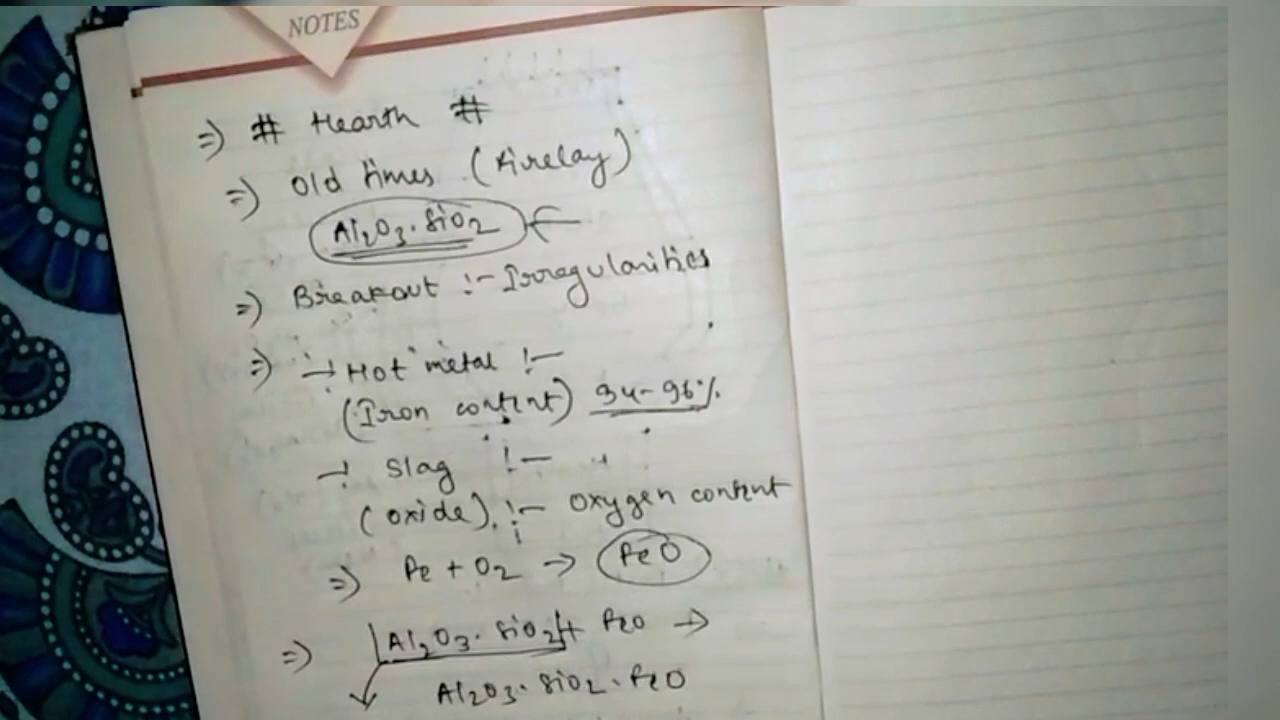 NOTES
=> # Hearth #
=> Old times (Fireclay)
Al2O3.SiO2 ←
=> Breakout :- Irregularities
=> → Hot metal :-
(Iron content) 94-96%
→ Slag :-
(oxide) :- oxygen content
=> Fe + O2 → FeO
=> Al2O3.SiO2 + FeO →
Al2O3.SiO2.FeO